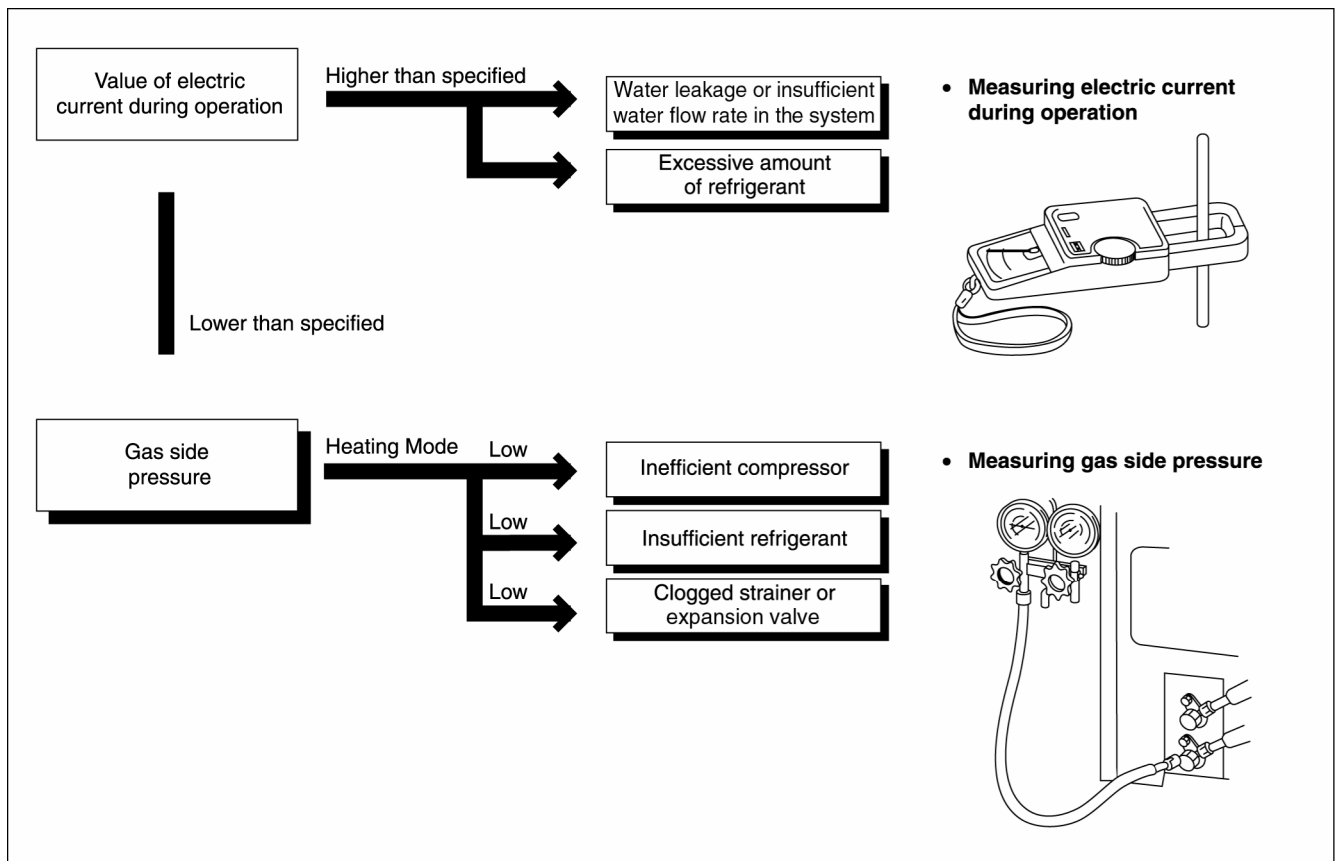 Value of electric
current during operation
Higher than specified
Water leakage or insufficient
water flow rate in the system
Excessive amount
of refrigerant
• Measuring electric current
during operation
Lower than specified
Gas side
pressure
Heating Mode
Low
Inefficient compressor
Low
Insufficient refrigerant
Low
Clogged strainer or
expansion valve
• Measuring gas side pressure